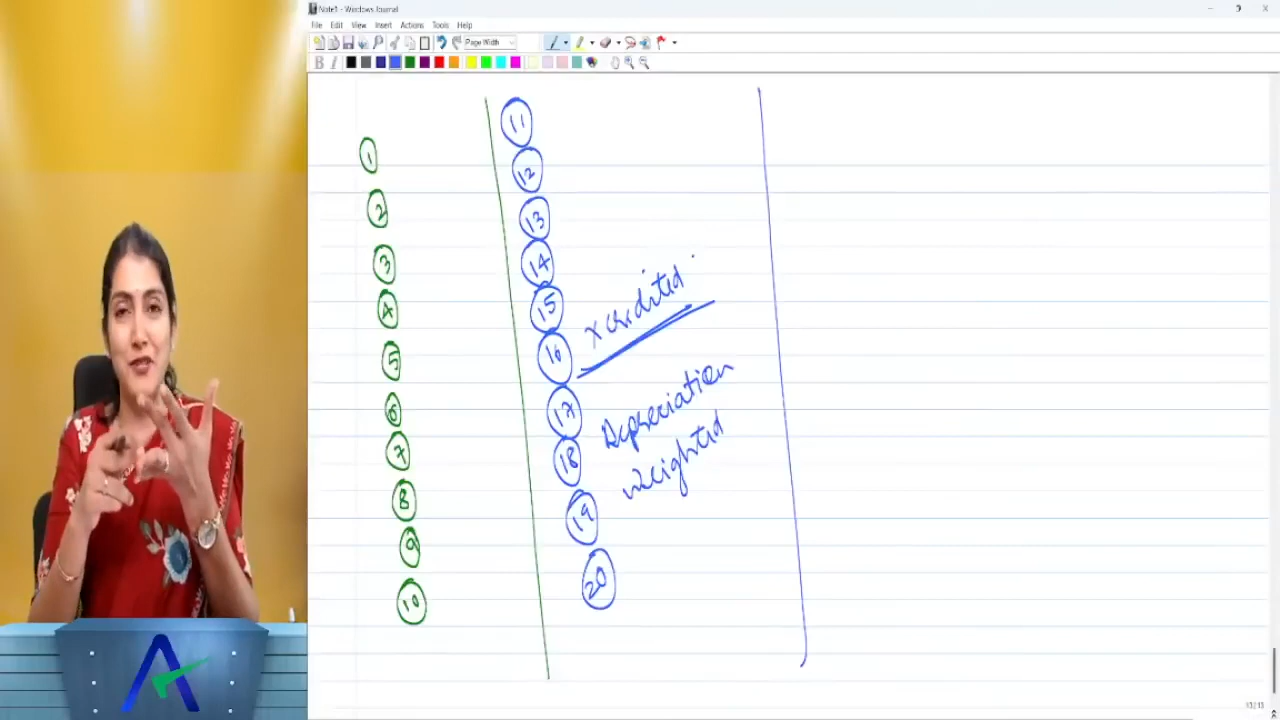 Note1 - Windows Journal
File Edit View Insert Actions Tools Help
Page Width
B I
1
2
3
4
5
6
7
8
9
10
11
12
13
14
15
16
17
18
19
20
x credited
Depreciation
weighted